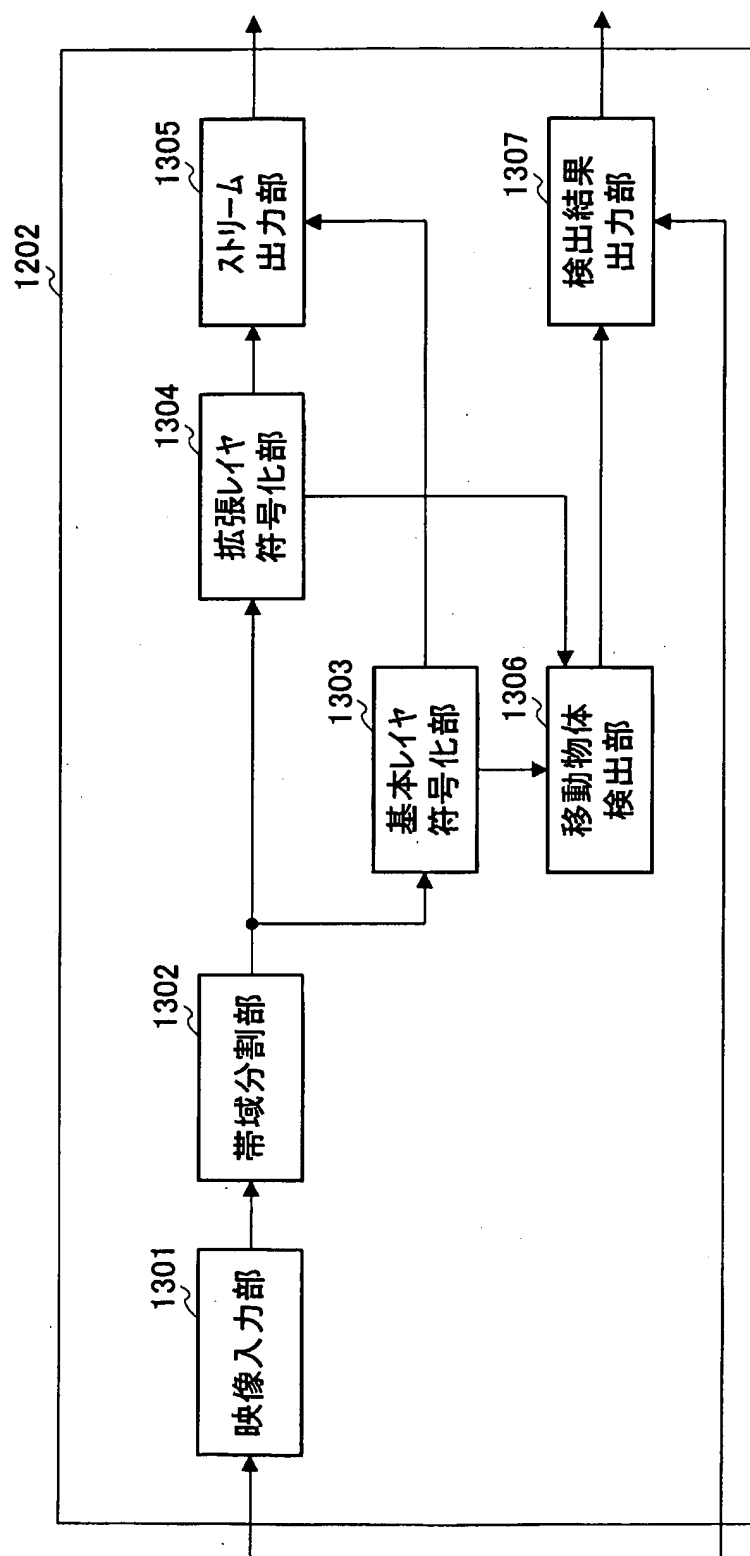 1202
1301
映像入力部
1302
帯域分割部
1303
基本レイヤ
符号化部
1304
拡張レイヤ
符号化部
1305
ストリーム
出力部
1306
移動物体
検出部
1307
検出結果
出力部